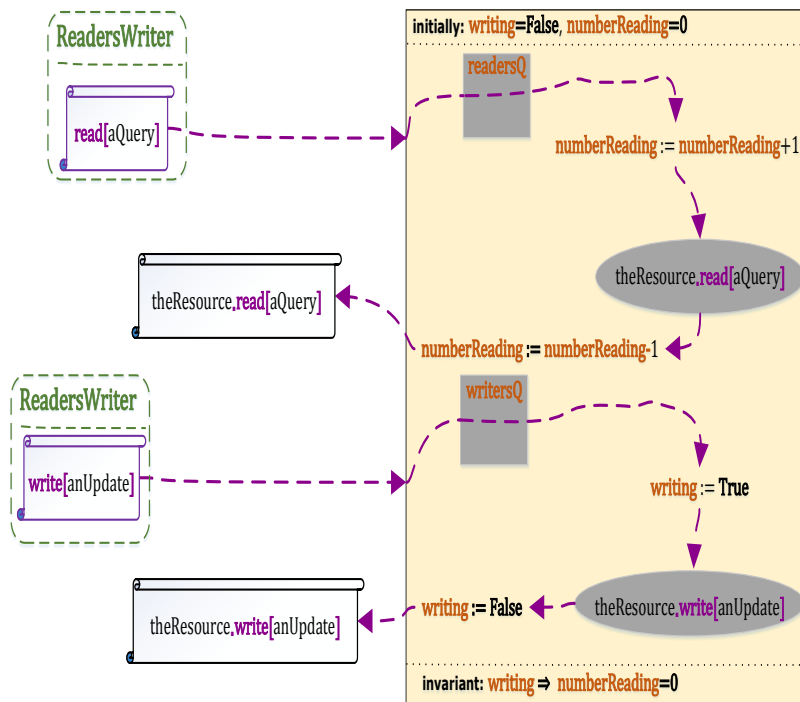 initially: writing=False, numberReading=0
ReadersWriter
readersQ
read[aQuery]
numberReading := numberReading+1
theResource.read[aQuery]
theResource.read[aQuery]
numberReading := numberReading-1
ReadersWriter
writersQ
write[anUpdate]
writing := True
theResource.write[anUpdate]
writing := False
theResource.write[anUpdate]
invariant: writing ⇒ numberReading=0